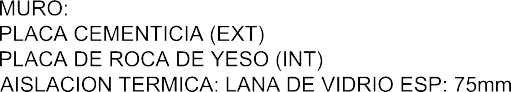 MURO:
PLACA CEMENTICIA (EXT)
PLACA DE ROCA DE YESO (INT)
AISLACION TERMICA: LANA DE VIDRIO ESP: 75mm